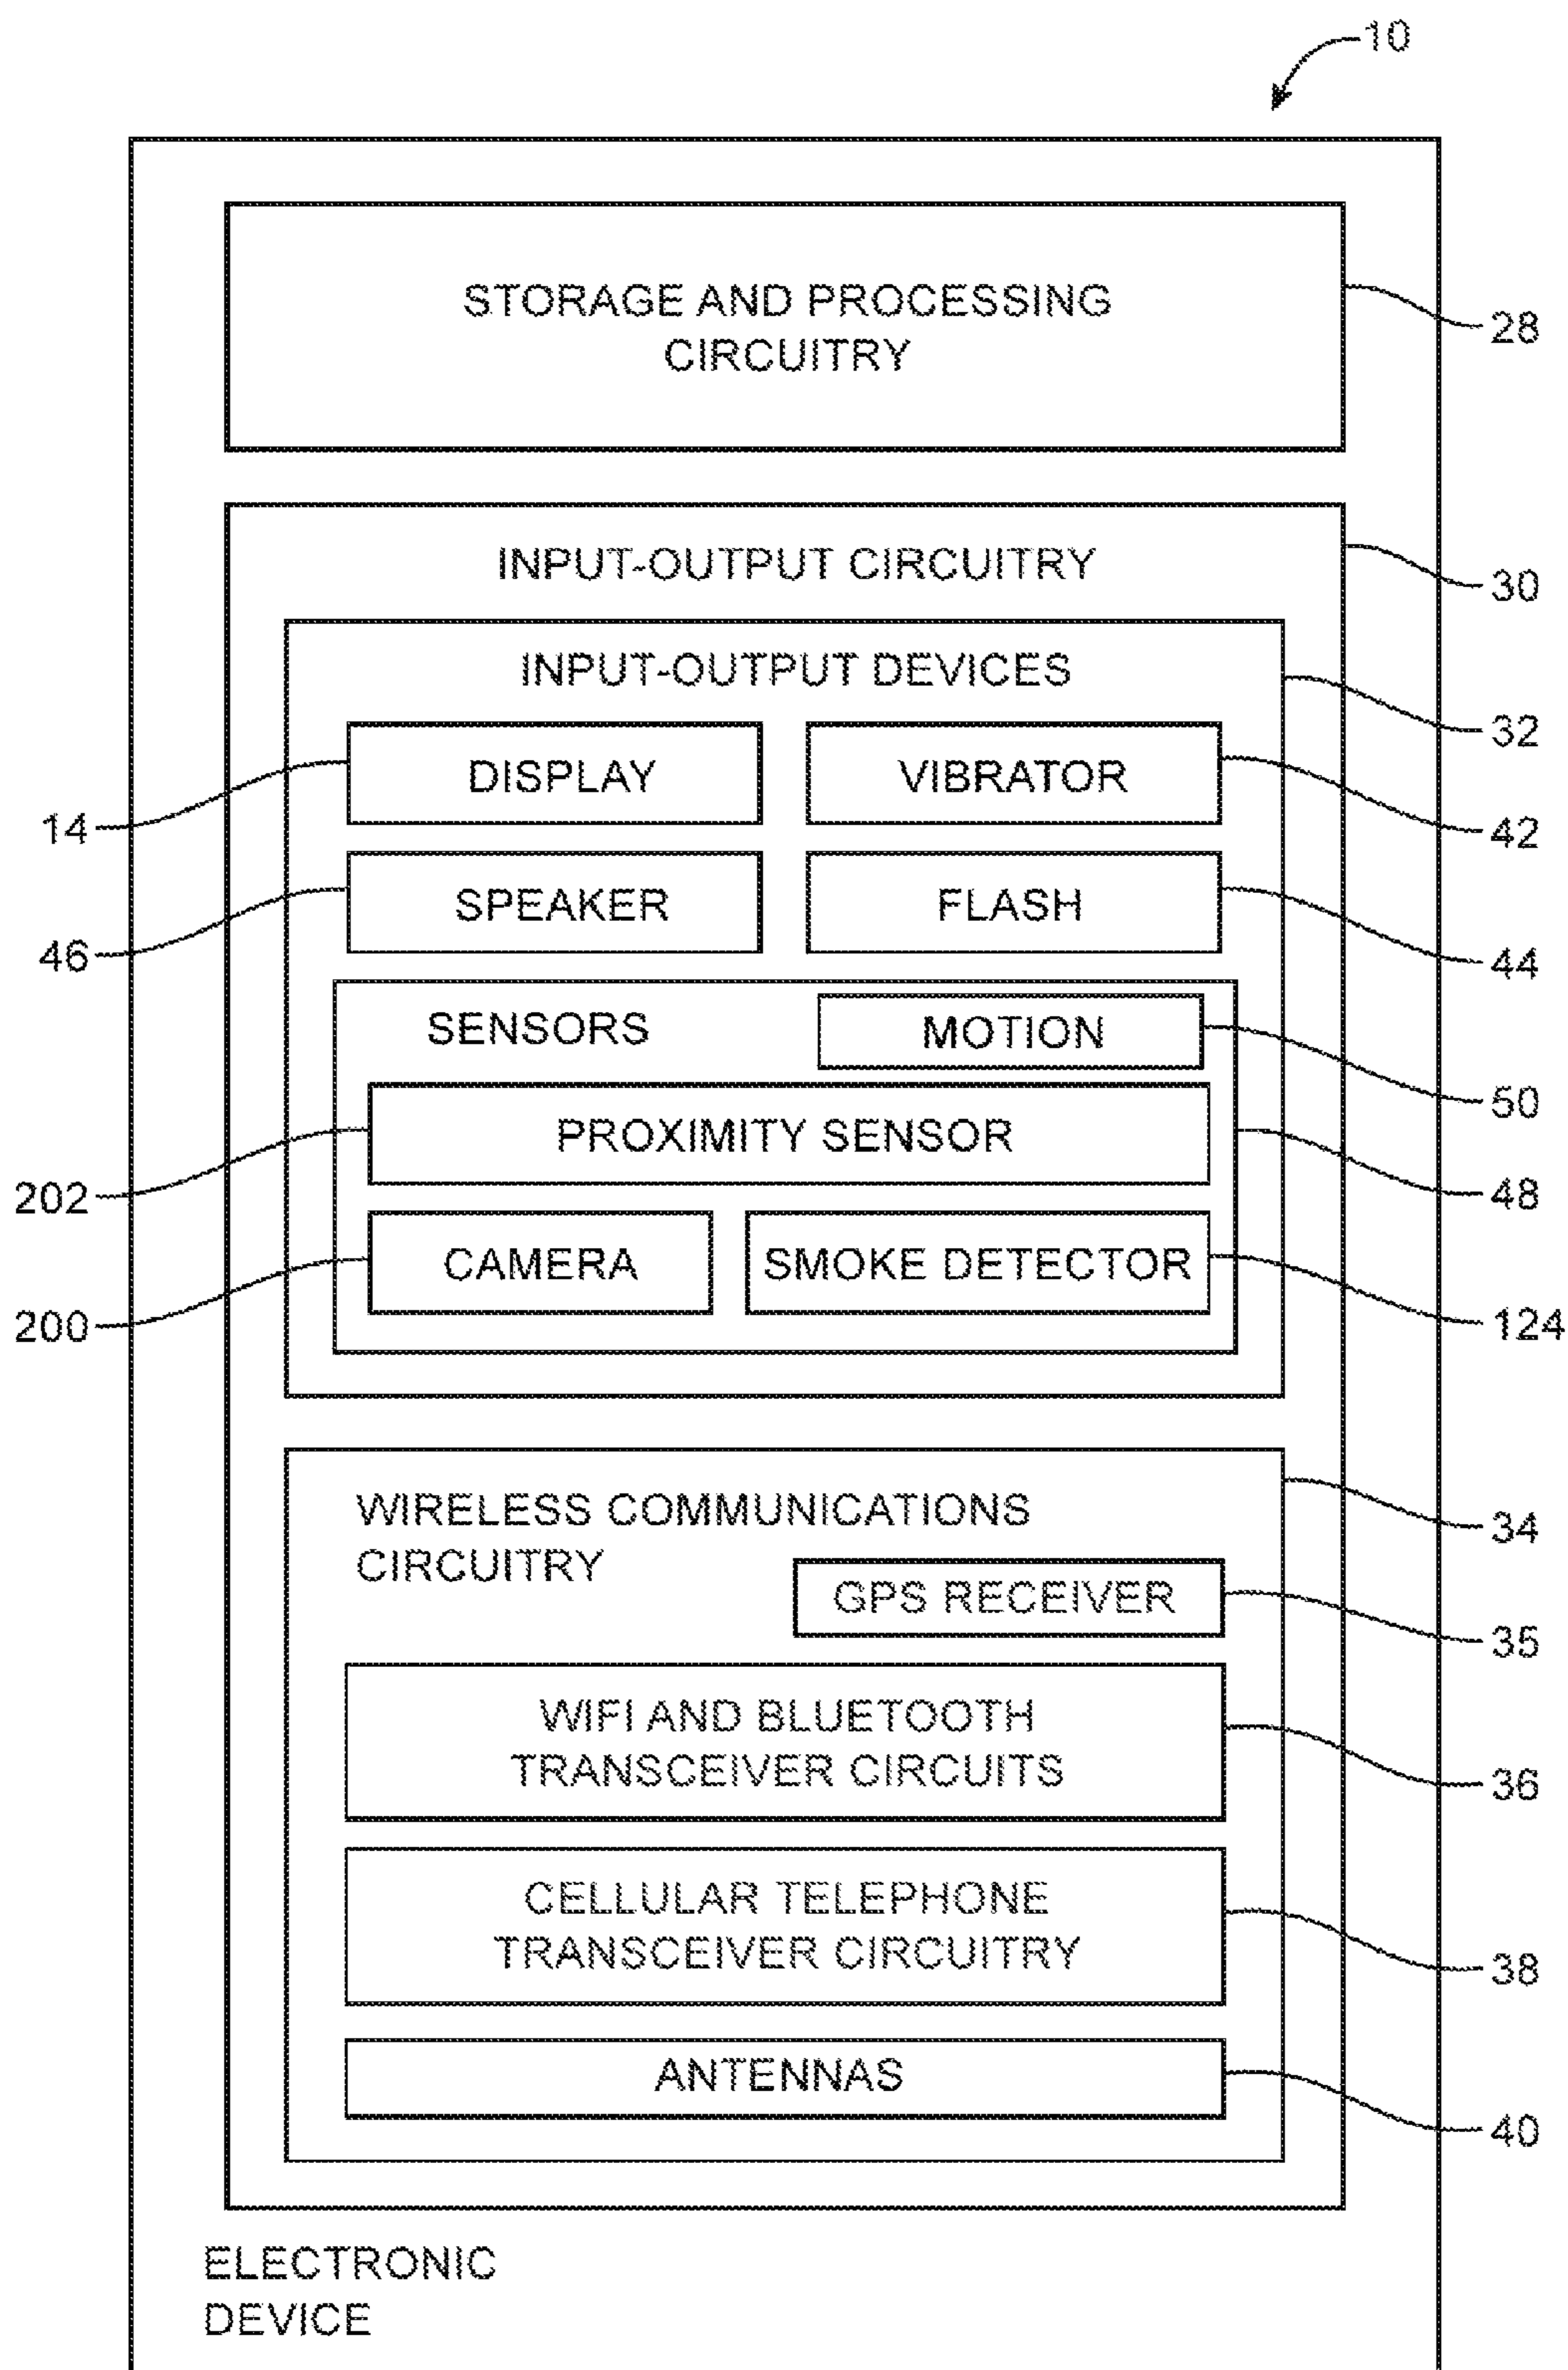 10
STORAGE AND PROCESSING
CIRCUITRY
28
INPUT-OUTPUT CIRCUITRY
30
INPUT-OUTPUT DEVICES
32
DISPLAY
14
VIBRATOR
42
SPEAKER
46
FLASH
44
SENSORS
MOTION
50
PROXIMITY SENSOR
202
48
CAMERA
200
SMOKE DETECTOR
124
WIRELESS COMMUNICATIONS
CIRCUITRY
34
GPS RECEIVER
35
WIFI AND BLUETOOTH
TRANSCEIVER CIRCUITS
36
CELLULAR TELEPHONE
TRANSCEIVER CIRCUITRY
38
ANTENNAS
40
ELECTRONIC
DEVICE